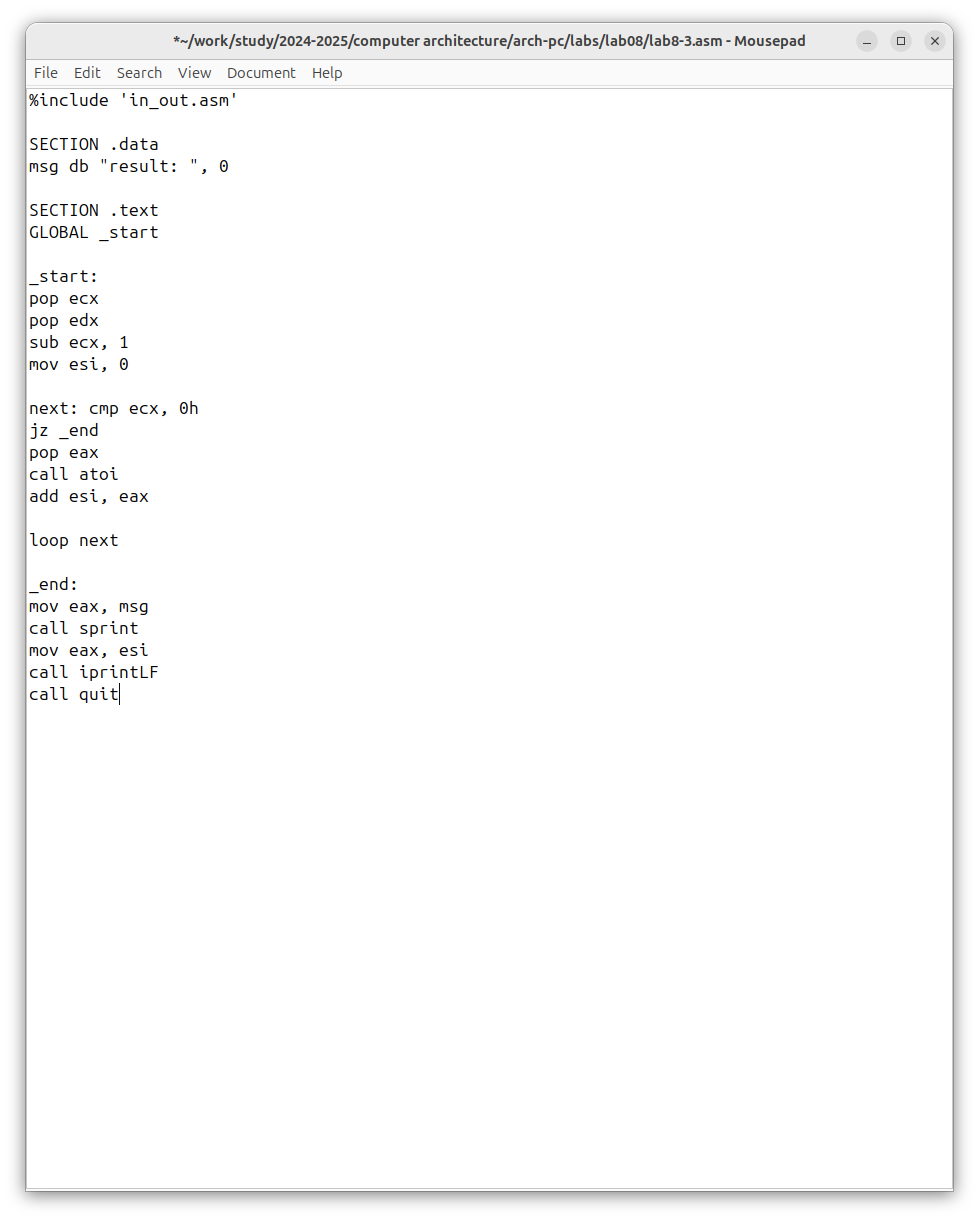 *~/work/study/2024-2025/computer architecture/arch-pc/labs/lab08/lab8-3.asm - Mousepad
File Edit Search View Document Help
%include 'in_out.asm'
SECTION .data
msg db "result: ", 0
SECTION .text
GLOBAL _start
_start:
pop ecx
pop edx
sub ecx, 1
mov esi, 0
next: cmp ecx, 0h
jz _end
pop eax
call atoi
add esi, eax
loop next
_end:
mov eax, msg
call sprint
mov eax, esi
call iprintLF
call quit